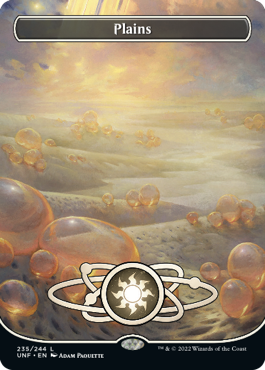 Plains
235/244 L
UNF • EN Adam Paquette
™ & © 2022 Wizards of the Coast